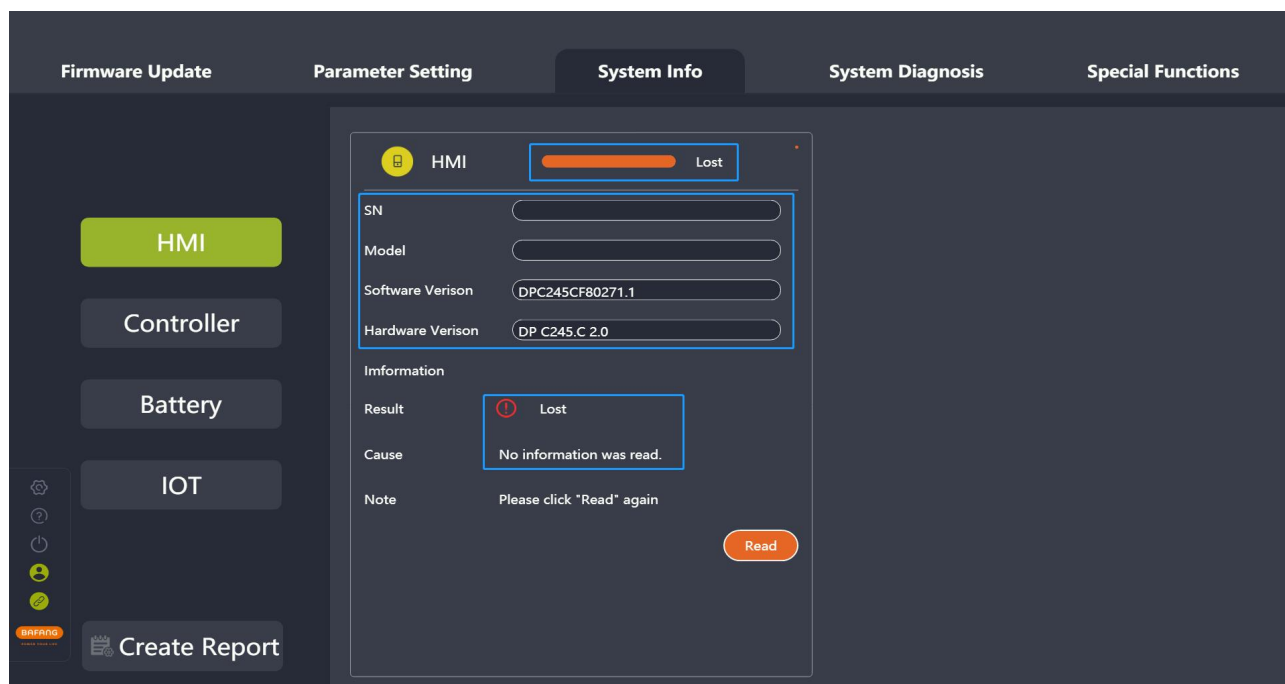 Firmware Update
Parameter Setting
System Info
System Diagnosis
Special Functions
HMI
Controller
Battery
IOT
BAFANG
Create Report
HMI
Lost
SN
Model
Software Verison DPC245CF80271.1
Hardware Verison DP C245.C 2.0
Imformation
Result Lost
Cause No information was read.
Note Please click "Read" again
Read